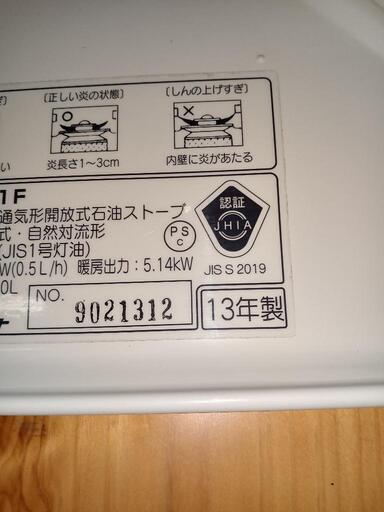 〔正しい炎の状態〕
〔しんの上げすぎ〕
炎長さ1〜3cm
内壁に炎があたる
1F
通気形開放式石油ストーブ
式・自然対流形
(JIS1号灯油)
W(0.5L/h) 暖房出力：5.14kW
0L
PS
C
認証
JHIA
JIS S 2019
NO.
9021312
13年製